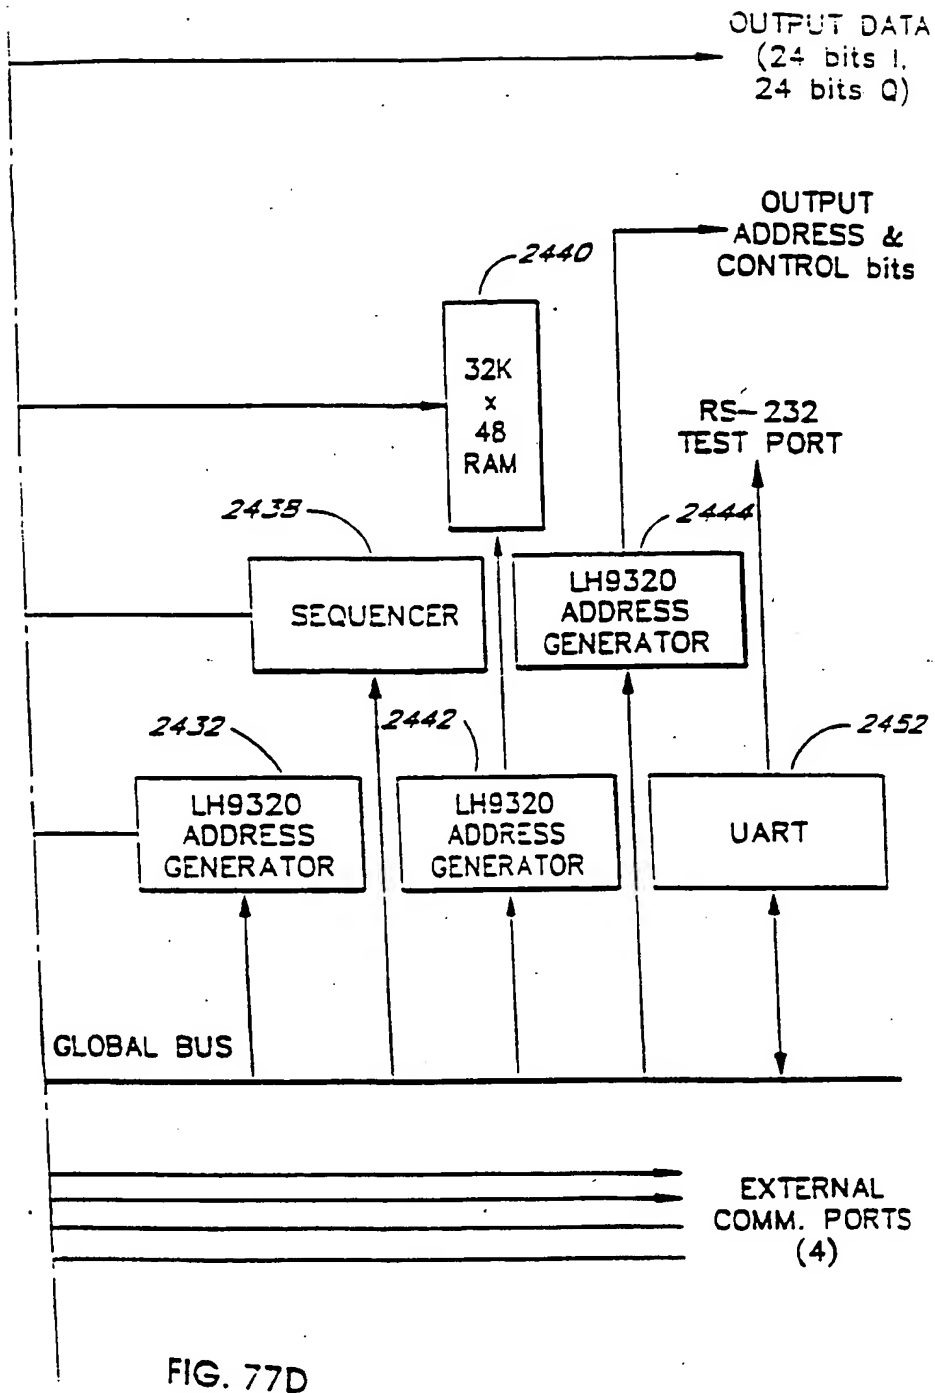 OUTPUT DATA
(24 bits I,
24 bits Q)
OUTPUT
ADDRESS &
CONTROL bits
2440
32K
x
48
RAM
RS-232
TEST PORT
2438
2444
SEQUENCER
LH9320
ADDRESS
GENERATOR
2432
2442
2452
LH9320
ADDRESS
GENERATOR
LH9320
ADDRESS
GENERATOR
UART
GLOBAL BUS
EXTERNAL
COMM. PORTS
(4)
FIG. 77D